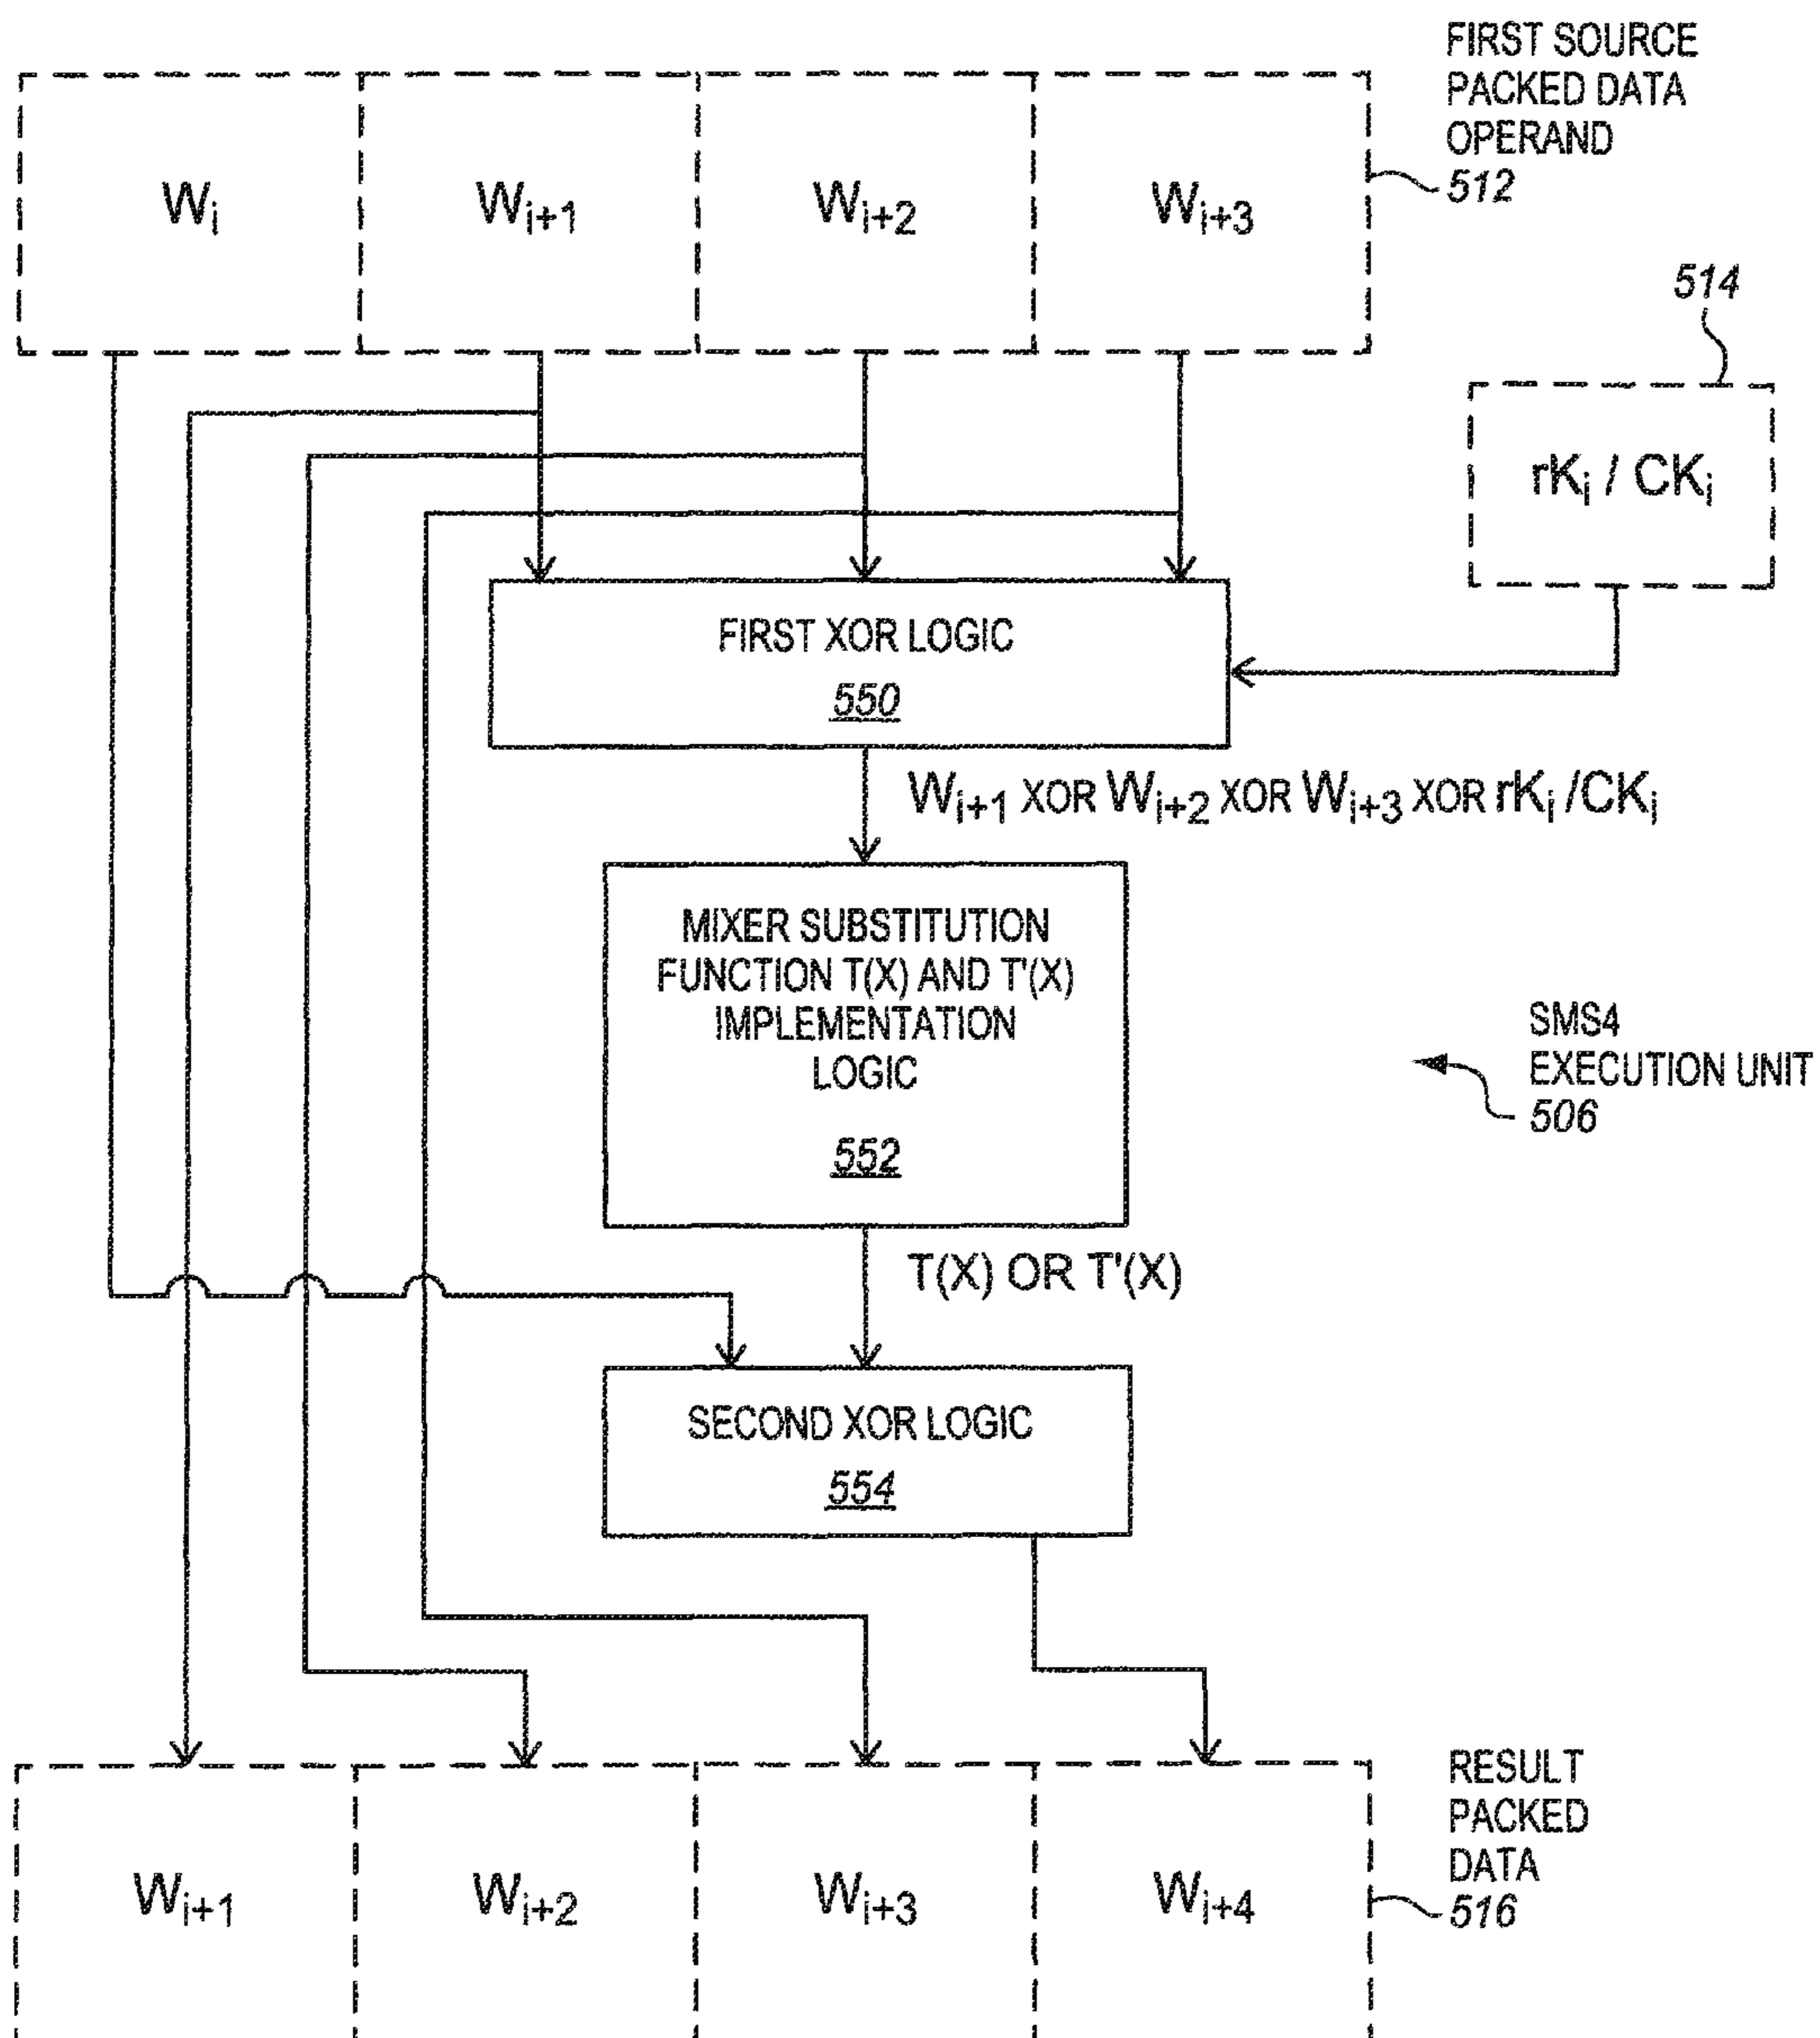 FIRST SOURCE
PACKED DATA
OPERAND
512
Wi
Wi+1
Wi+2
Wi+3
514
rKi / CKi
FIRST XOR LOGIC
550
Wi+1 XOR Wi+2 XOR Wi+3 XOR rKi /CKi
MIXER SUBSTITUTION
FUNCTION T(X) AND T'(X)
IMPLEMENTATION
LOGIC
552
SMS4
EXECUTION UNIT
506
T(X) OR T'(X)
SECOND XOR LOGIC
554
RESULT
PACKED
DATA
516
Wi+1
Wi+2
Wi+3
Wi+4